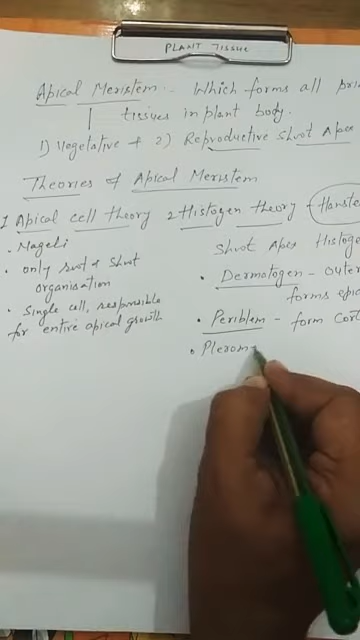 PLANT TISSUE
Apical Meristem :- Which forms all pri
tissues in plant body.
1) Vegetative & 2) Reproductive Shoot Apex
Theories of Apical Meristem
1 Apical cell theory 2 Histogen theory - Hanste
• Nageli
• only root & shoot organisation
• Single cell, responsible for entire apical growth
Shoot Apex Histoge
• Dermatogen - outer
forms epid
• Periblem - form Cort
• Plerom-